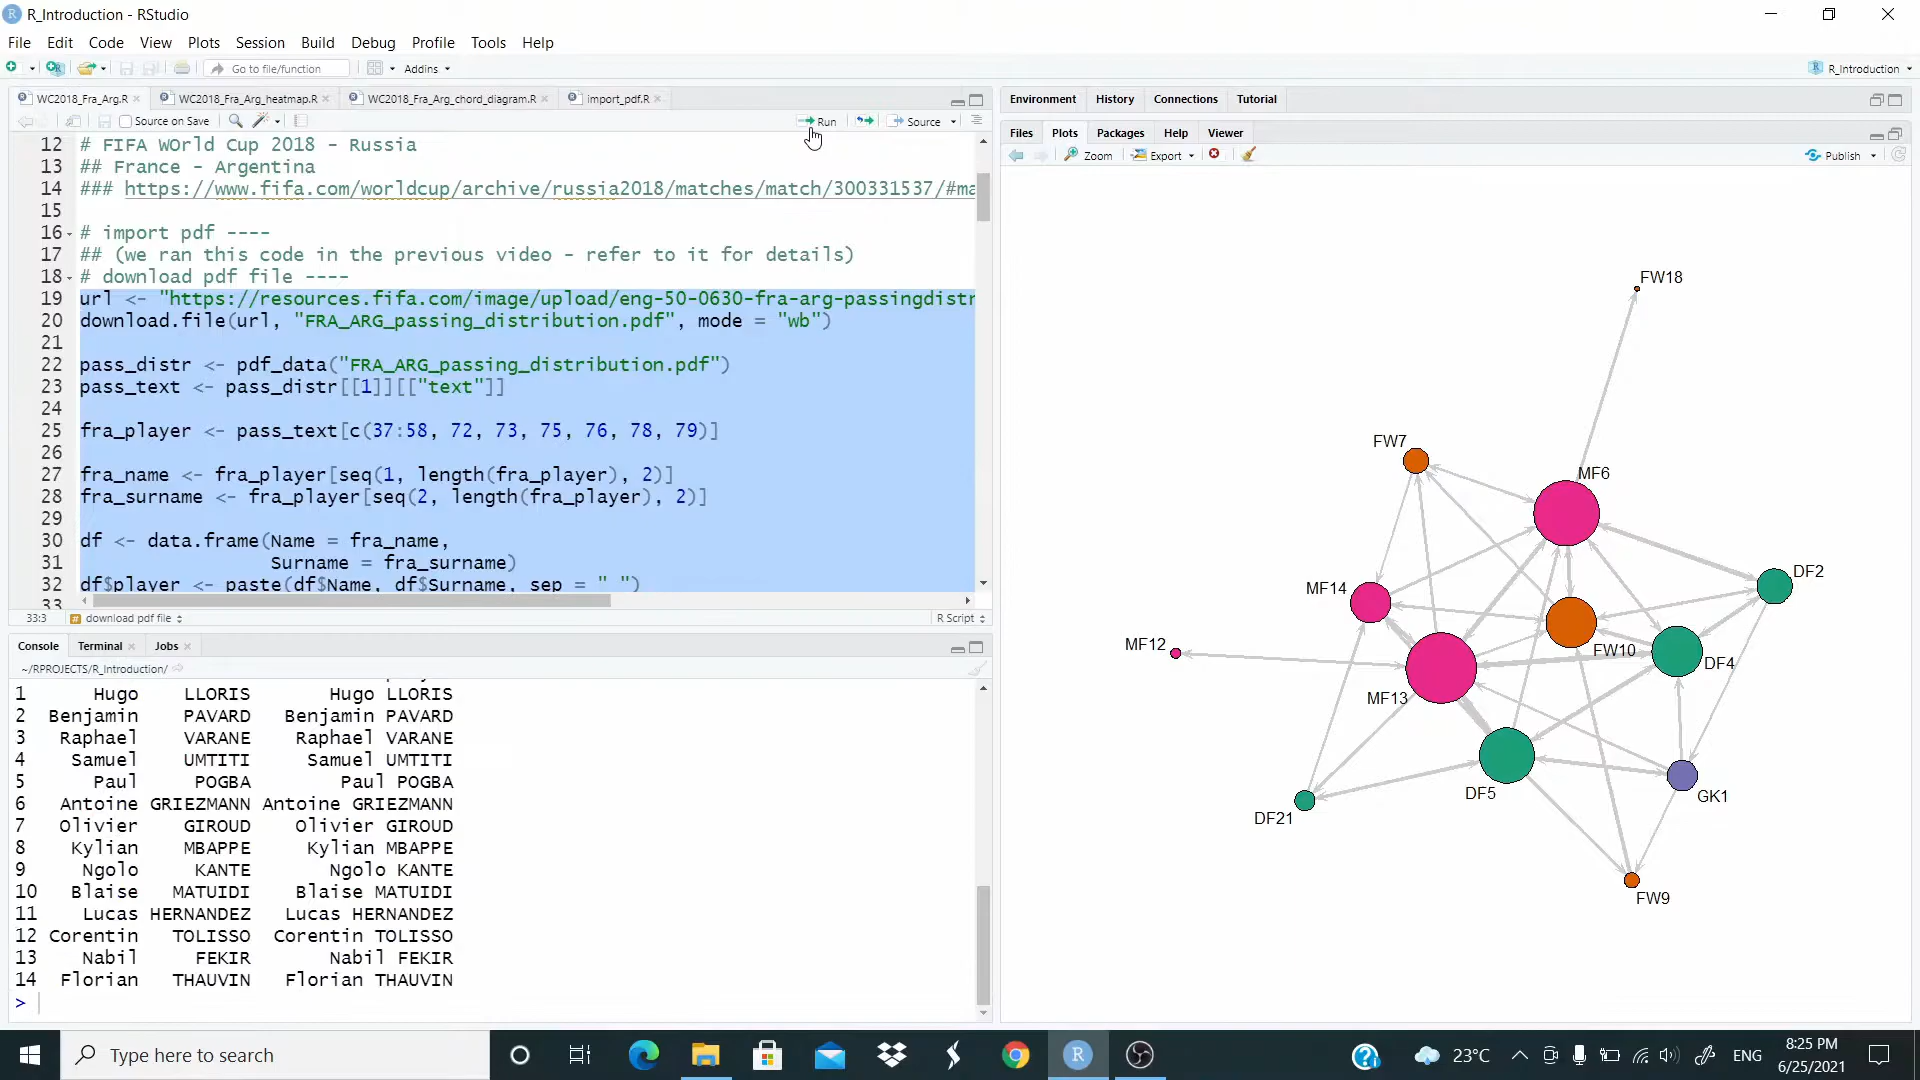 R_Introduction - RStudio
File Edit Code View Plots Session Build Debug Profile Tools Help
Go to file/function Addins R_Introduction
WC2018_Fra_Arg.R WC2018_Fra_Arg_heatmap.R WC2018_Fra_Arg_chord_diagram.R import_pdf.R
Source on Save Run Source
12 # FIFA WOrld Cup 2018 - Russia
13 ## France - Argentina
14 ### https://www.fifa.com/worldcup/archive/russia2018/matches/match/300331537/#ma
15
16 # import pdf ----
17 ## (we ran this code in the previous video - refer to it for details)
18 # download pdf file ----
19 url <- "https://resources.fifa.com/image/upload/eng-50-0630-fra-arg-passingdistr
20 download.file(url, "FRA_ARG_passing_distribution.pdf", mode = "wb")
21
22 pass_distr <- pdf_data("FRA_ARG_passing_distribution.pdf")
23 pass_text <- pass_distr[[1]][["text"]]
24
25 fra_player <- pass_text[c(37:58, 72, 73, 75, 76, 78, 79)]
26
27 fra_name <- fra_player[seq(1, length(fra_player), 2)]
28 fra_surname <- fra_player[seq(2, length(fra_player), 2)]
29
30 df <- data.frame(Name = fra_name,
31 Surname = fra_surname)
32 df$player <- paste(df$Name, df$Surname, sep = " ")
33
33:3 download pdf file R Script
Console Terminal Jobs
~/RPROJECTS/R_Introduction/
1 Hugo LLORIS Hugo LLORIS
2 Benjamin PAVARD Benjamin PAVARD
3 Raphael VARANE Raphael VARANE
4 Samuel UMTITI Samuel UMTITI
5 Paul POGBA Paul POGBA
6 Antoine GRIEZMANN Antoine GRIEZMANN
7 Olivier GIROUD Olivier GIROUD
8 Kylian MBAPPE Kylian MBAPPE
9 Ngolo KANTE Ngolo KANTE
10 Blaise MATUIDI Blaise MATUIDI
11 Lucas HERNANDEZ Lucas HERNANDEZ
12 Corentin TOLISSO Corentin TOLISSO
13 Nabil FEKIR Nabil FEKIR
14 Florian THAUVIN Florian THAUVIN
>
Environment History Connections Tutorial
Files Plots Packages Help Viewer
Zoom Export Publish
FW18
FW7
MF6
DF2
MF14
MF12
FW10
DF4
MF13
DF5
GK1
DF21
FW9
Type here to search
23°C ENG
8:25 PM
6/25/2021